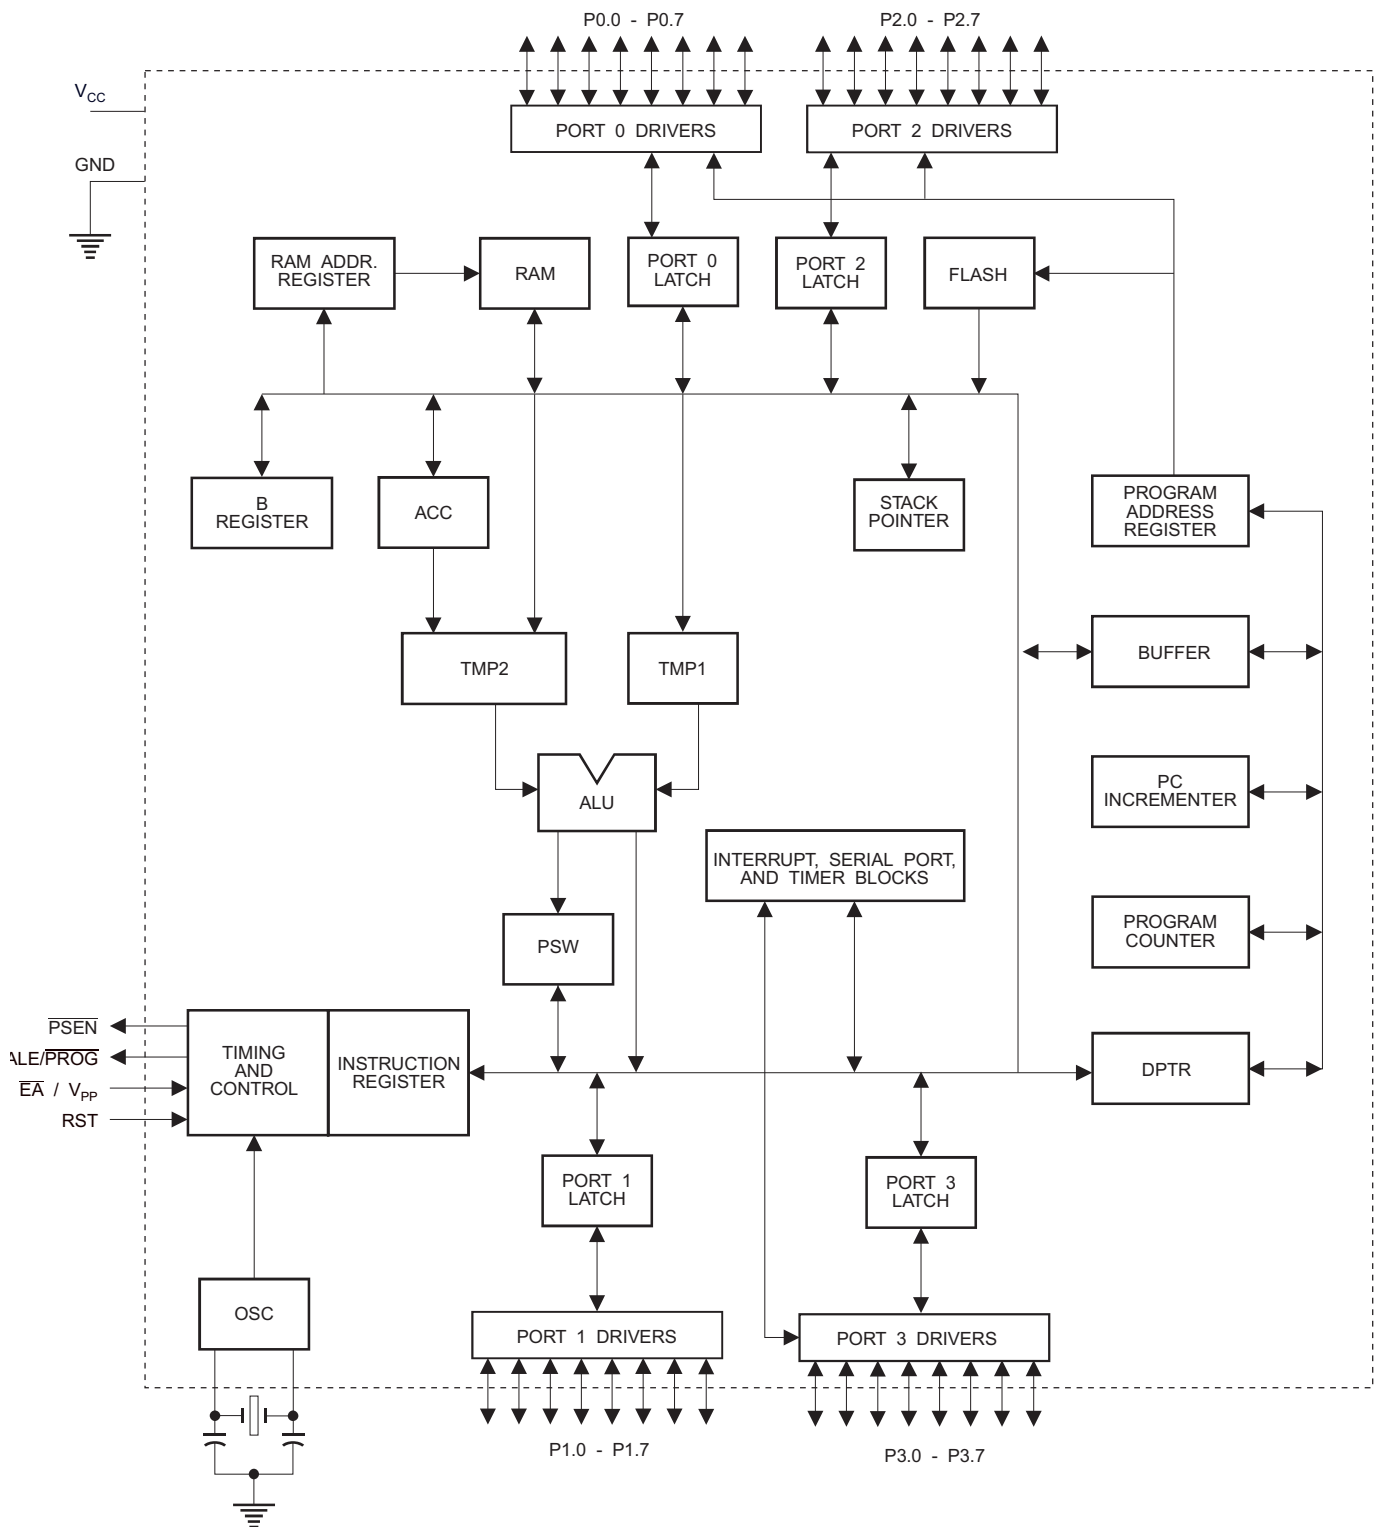 P0.0 - P0.7
P2.0 - P2.7
VCC
GND
PORT 0 DRIVERS
PORT 2 DRIVERS
RAM ADDR.
REGISTER
RAM
PORT 0
LATCH
PORT 2
LATCH
FLASH
B
REGISTER
ACC
STACK
POINTER
PROGRAM
ADDRESS
REGISTER
TMP2
TMP1
BUFFER
ALU
PC
INCREMENTER
INTERRUPT, SERIAL PORT,
AND TIMER BLOCKS
PSW
PROGRAM
COUNTER
PSEN
ALE/PROG
EA / VPP
RST
TIMING
AND
CONTROL
INSTRUCTION
REGISTER
DPTR
PORT 1
LATCH
PORT 3
LATCH
OSC
PORT 1 DRIVERS
PORT 3 DRIVERS
P1.0 - P1.7
P3.0 - P3.7